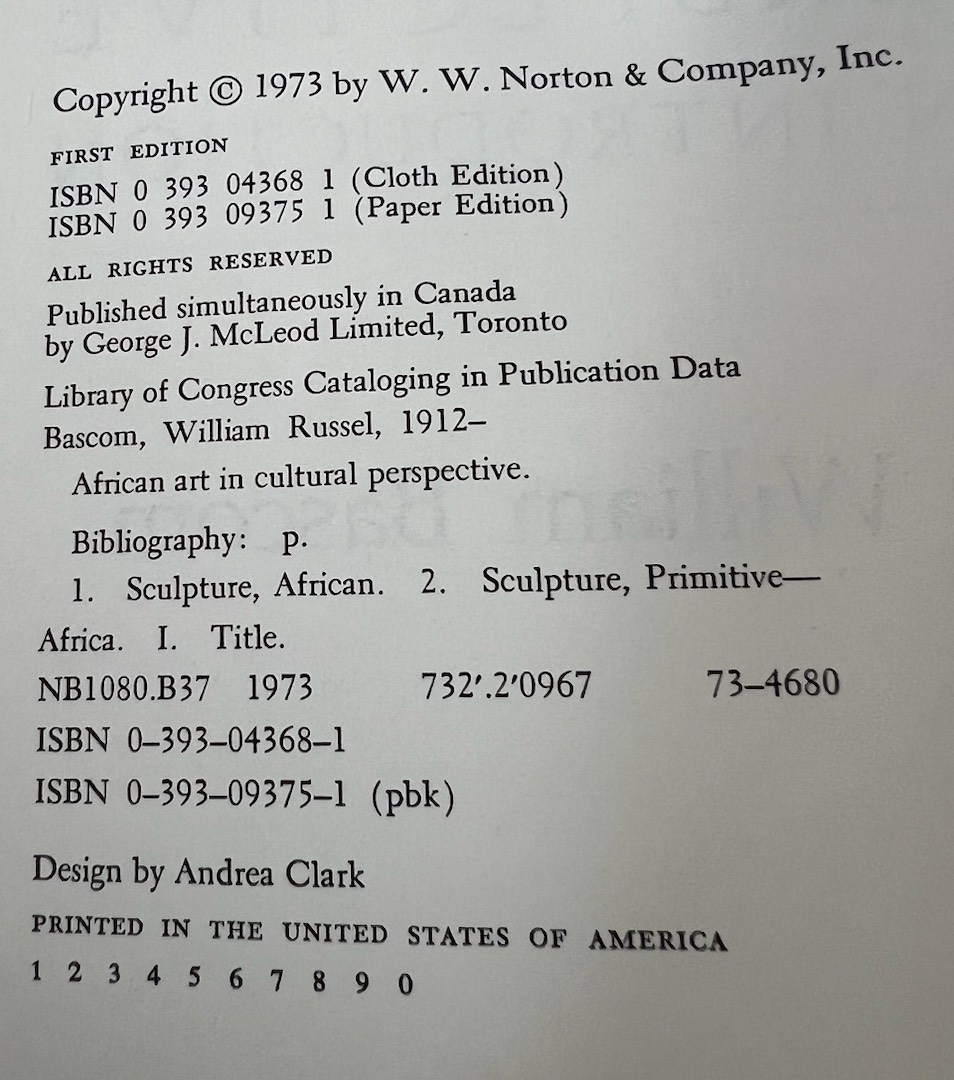 Copyright © 1973 by W. W. Norton & Company, Inc.
FIRST EDITION
ISBN 0 393 04368 1 (Cloth Edition)
ISBN 0 393 09375 1 (Paper Edition)
ALL RIGHTS RESERVED
Published simultaneously in Canada
by George J. McLeod Limited, Toronto
Library of Congress Cataloging in Publication Data
Bascom, William Russel, 1912–
African art in cultural perspective.
Bibliography: p.
1. Sculpture, African. 2. Sculpture, Primitive—
Africa. I. Title.
NB1080.B37 1973 732′.2′0967 73–4680
ISBN 0–393–04368–1
ISBN 0–393–09375–1 (pbk)
Design by Andrea Clark
PRINTED IN THE UNITED STATES OF AMERICA
1 2 3 4 5 6 7 8 9 0